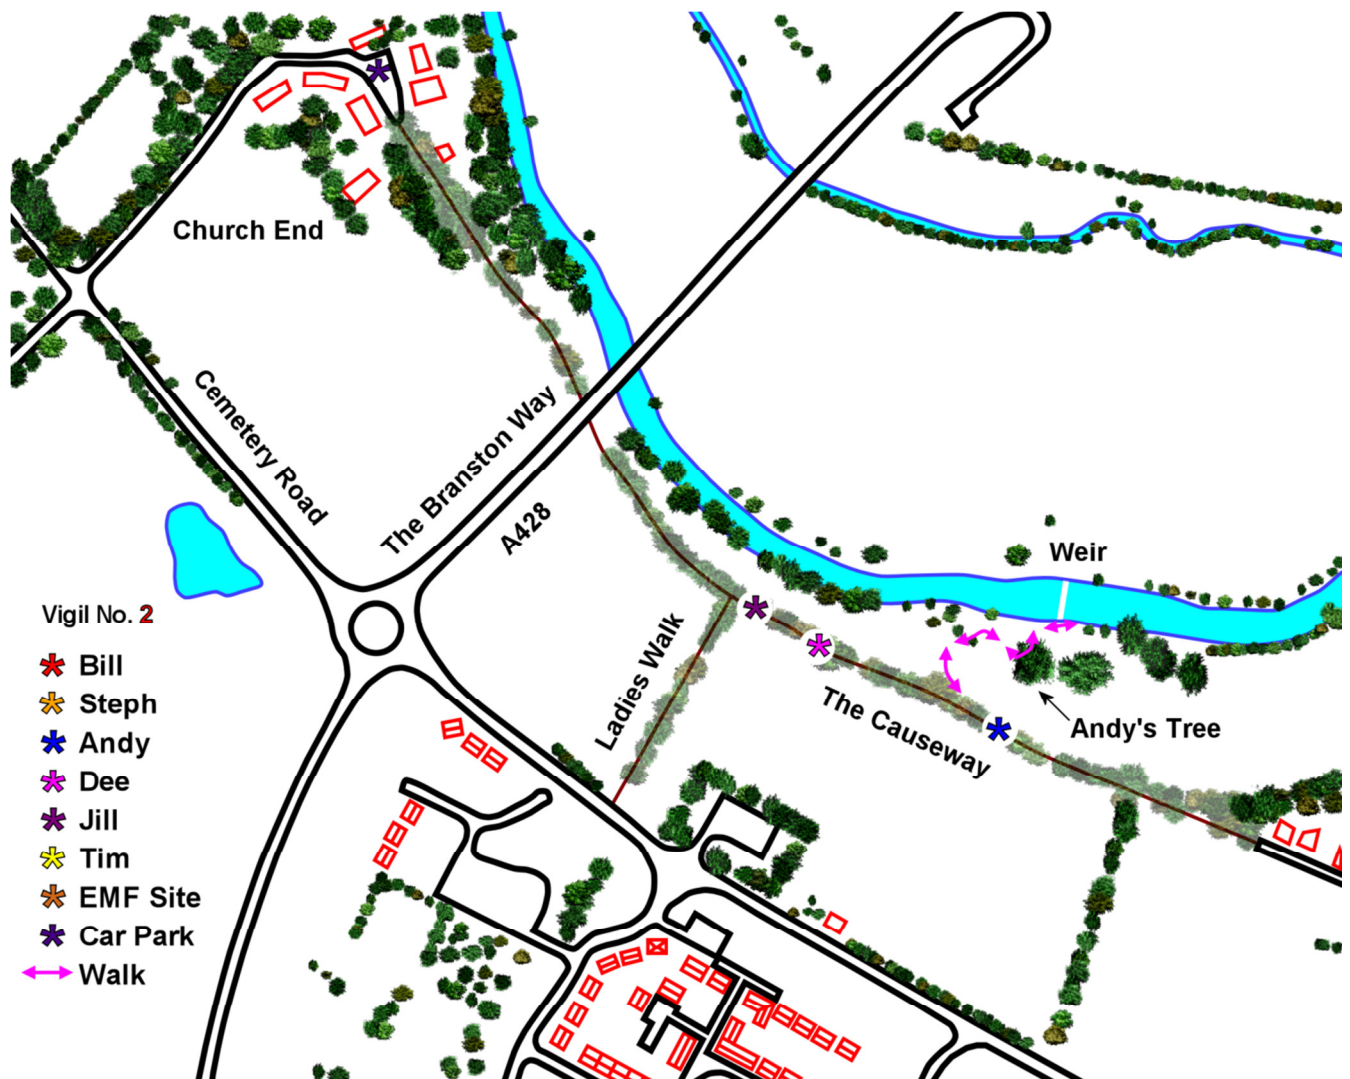 Church End
Cemetery Road
The Branston Way
A428
Weir
Ladies Walk
The Causeway
Andy's Tree
Vigil No. 2
Bill
Steph
Andy
Dee
Jill
Tim
EMF Site
Car Park
Walk